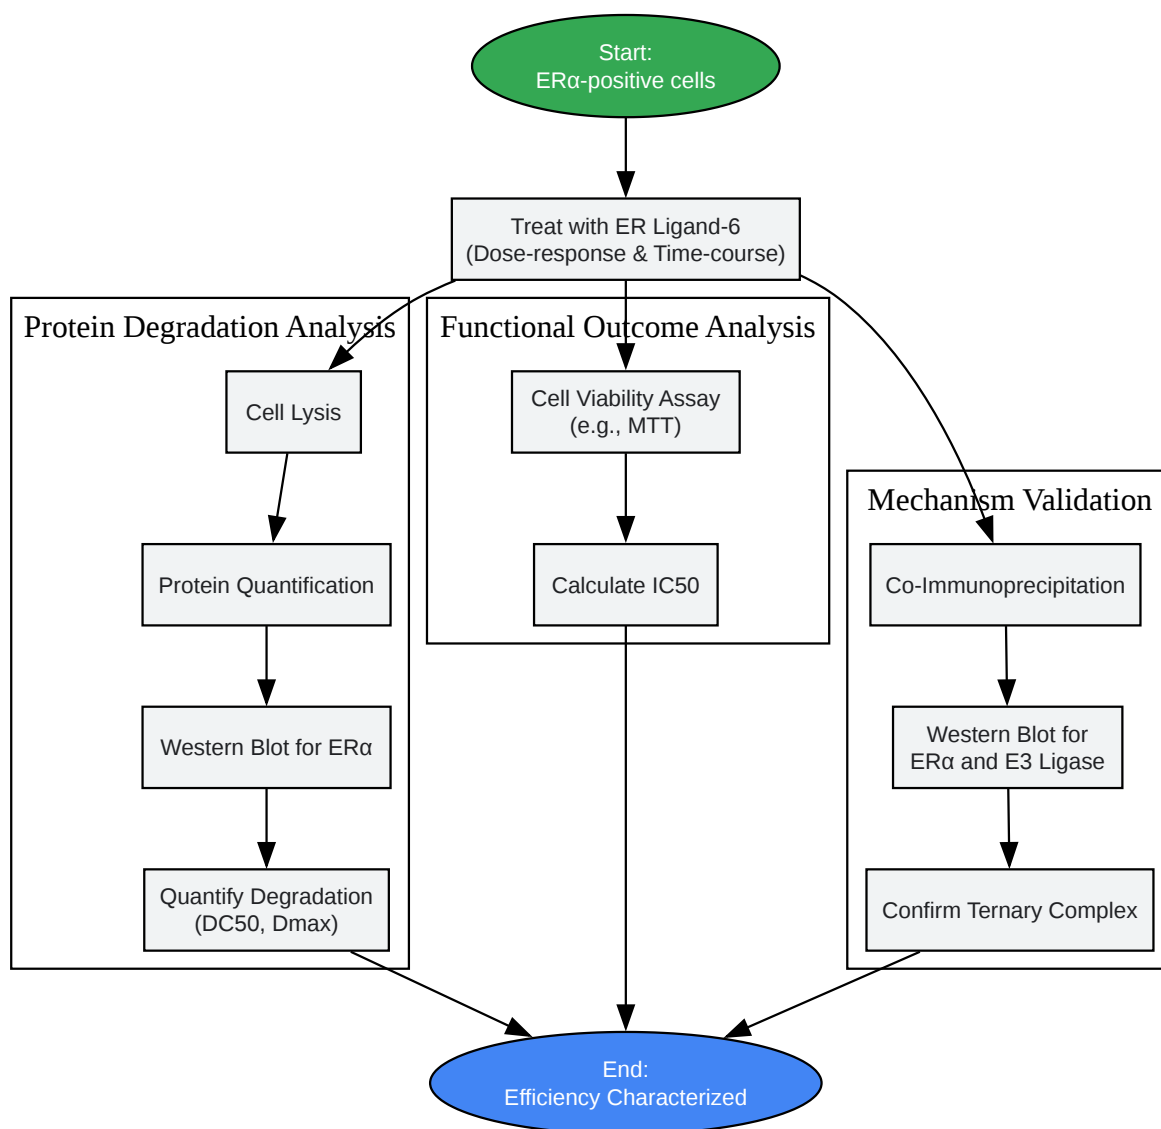 Start:
ERα-positive cells
Treat with ER Ligand-6
(Dose-response & Time-course)
Protein Degradation Analysis
Cell Lysis
Protein Quantification
Western Blot for ERα
Quantify Degradation
(DC50, Dmax)
Functional Outcome Analysis
Cell Viability Assay
(e.g., MTT)
Calculate IC50
Mechanism Validation
Co-Immunoprecipitation
Western Blot for
ERα and E3 Ligase
Confirm Ternary Complex
End:
Efficiency Characterized